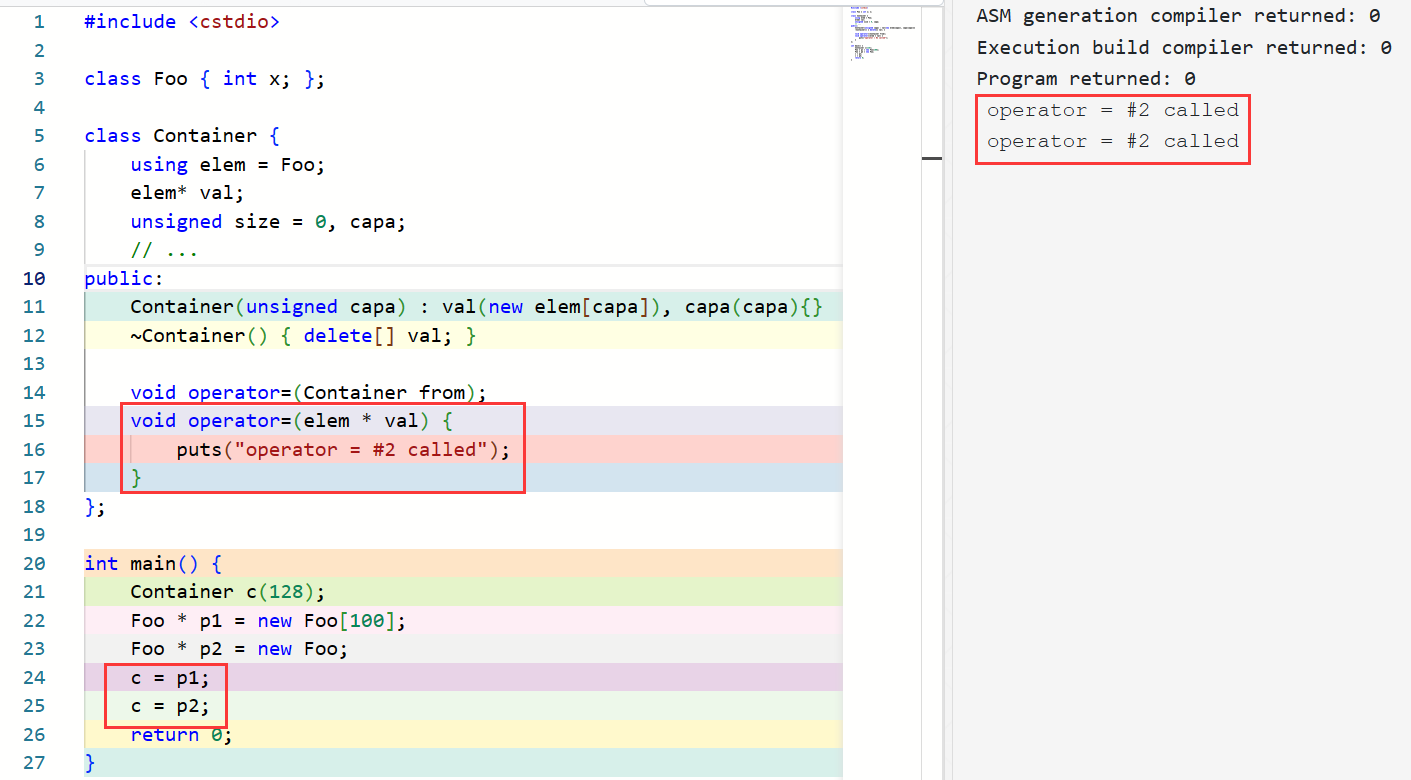 1 #include <cstdio>
2
3 class Foo { int x; };
4
5 class Container {
6     using elem = Foo;
7     elem* val;
8     unsigned size = 0, capa;
9     // ...
10 public:
11     Container(unsigned capa) : val(new elem[capa]), capa(capa){}
12     ~Container() { delete[] val; }
13
14     void operator=(Container from);
15     void operator=(elem * val) {
16         puts("operator = #2 called");
17     }
18 };
19
20 int main() {
21     Container c(128);
22     Foo * p1 = new Foo[100];
23     Foo * p2 = new Foo;
24     c = p1;
25     c = p2;
26     return 0;
27 }
ASM generation compiler returned: 0
Execution build compiler returned: 0
Program returned: 0
operator = #2 called
operator = #2 called